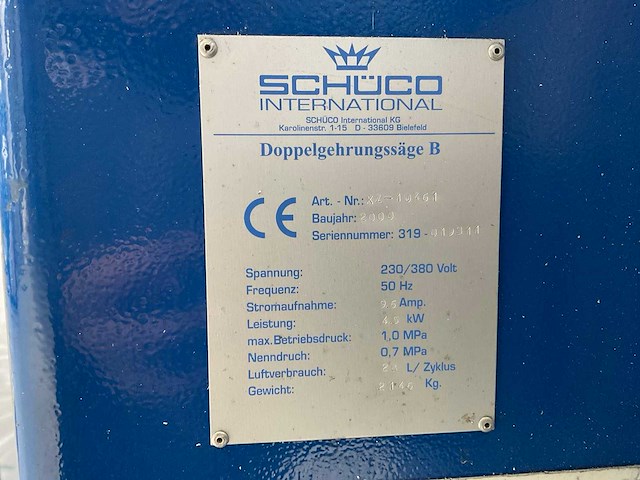 SCHÜCO
INTERNATIONAL
SCHÜCO International KG
Karolinenstr. 1-15 D - 33609 Bielefeld
Doppelgehrungssäge B
CE
Art. - Nr.:
Baujahr:
Seriennummer: 319 -
Spannung: 230/380 Volt
Frequenz: 50 Hz
Stromaufnahme: Amp.
Leistung: kW
max.Betriebsdruck: 1,0 MPa
Nenndruck: 0,7 MPa
Luftverbrauch: L/ Zyklus
Gewicht: Kg.